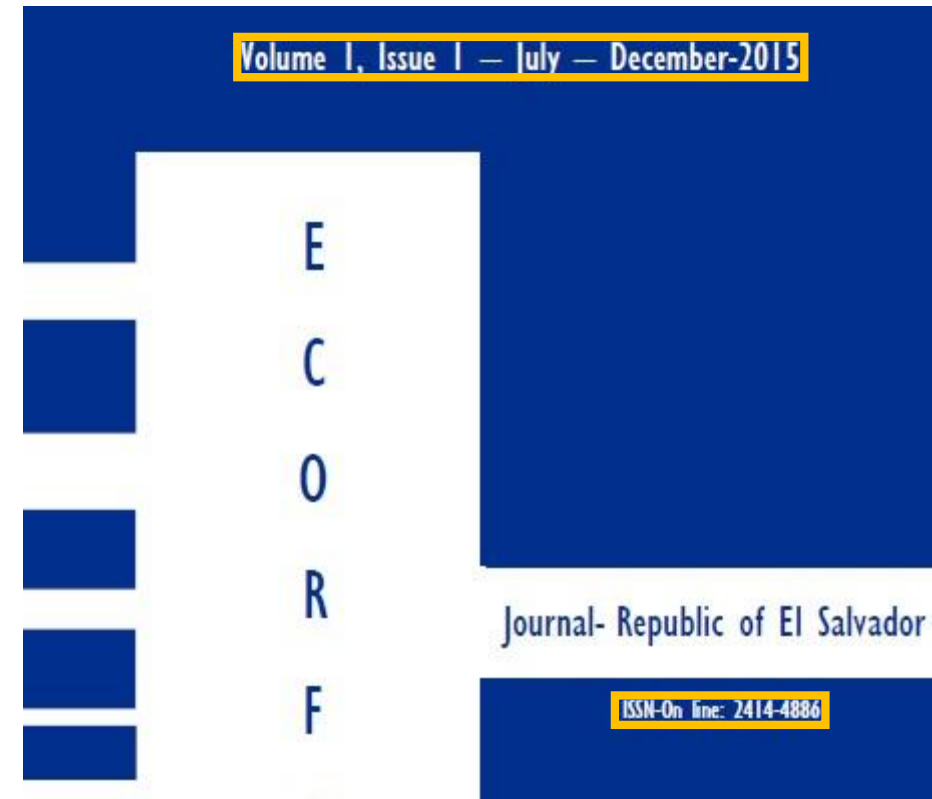 Volume 1, Issue 1 – July – December-2015
E
C
O
R
F
Journal- Republic of El Salvador
ISSN-On line: 2414-4886